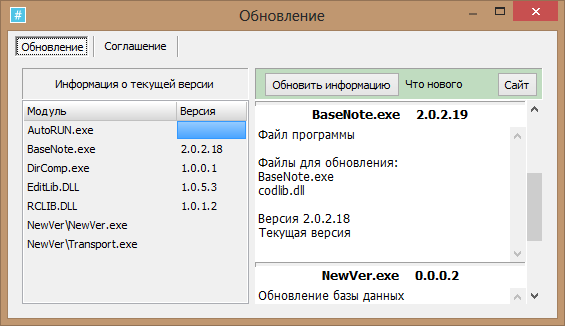 #
Обновление
Обновление
Соглашение
Информация о текущей версии
Модуль Версия
AutoRUN.exe
BaseNote.exe 2.0.2.18
DirComp.exe 1.0.0.1
EditLib.DLL 1.0.5.3
RCLIB.DLL 1.0.1.2
NewVer\NewVer.exe
NewVer\Transport.exe
Обновить информацию Что нового Сайт
BaseNote.exe 2.0.2.19
Файл программы
Файлы для обновления:
BaseNote.exe
codlib.dll
Версия 2.0.2.18
Текущая версия
NewVer.exe 0.0.0.2
Обновление базы данных